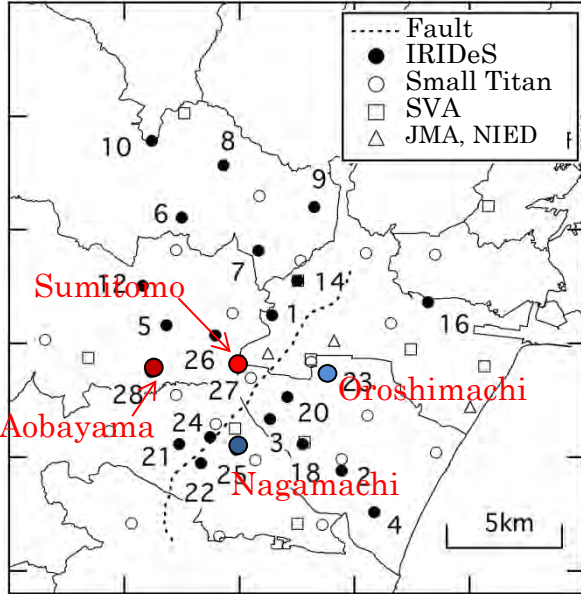 Fault
IRIDeS
Small Titan
SVA
JMA, NIED
10
8
9
6
7
14
12
Sumitomo
1
16
5
26
23
28
27
Oroshimachi
20
Aobayama
24
3
21
18
2
25
Nagamachi
22
4
5km